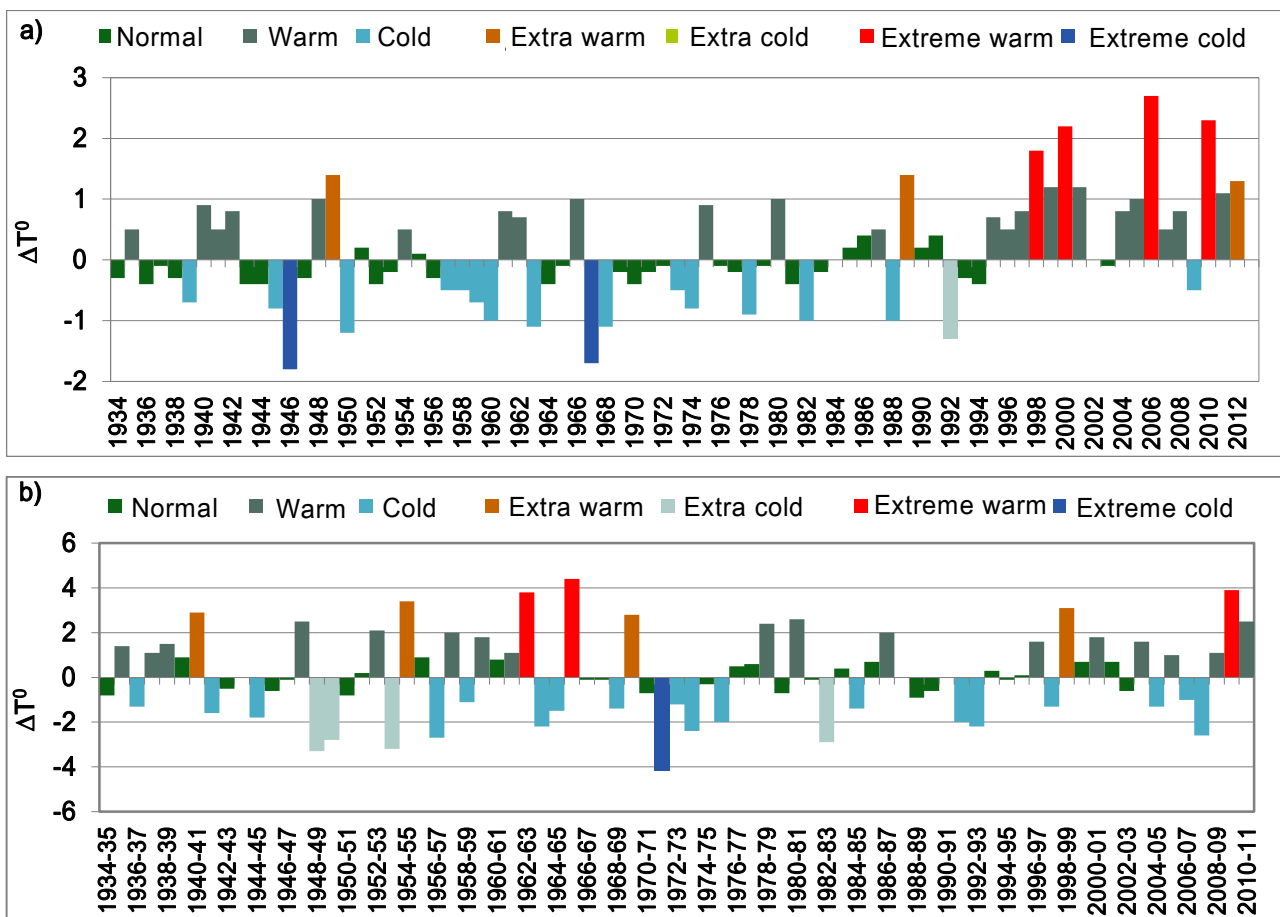 a)
Normal Warm Cold Extra warm Extra cold Extreme warm Extreme cold
3
2
1
0
-1
-2
ΔT⁰
1934 1936 1938 1940 1942 1944 1946 1948 1950 1952 1954 1956 1958 1960 1962 1964 1966 1968 1970 1972 1974 1976 1978 1980 1982 1984 1986 1988 1990 1992 1994 1996 1998 2000 2002 2004 2006 2008 2010 2012
b)
Normal Warm Cold Extra warm Extra cold Extreme warm Extreme cold
6
4
2
0
-2
-4
-6
ΔT⁰
1934-35 1936-37 1938-39 1940-41 1942-43 1944-45 1946-47 1948-49 1950-51 1952-53 1954-55 1956-57 1958-59 1960-61 1962-63 1964-65 1966-67 1968-69 1970-71 1972-73 1974-75 1976-77 1978-79 1980-81 1982-83 1984-85 1986-87 1988-89 1990-91 1992-93 1994-95 1996-97 1998-99 2000-01 2002-03 2004-05 2006-07 2008-09 2010-11